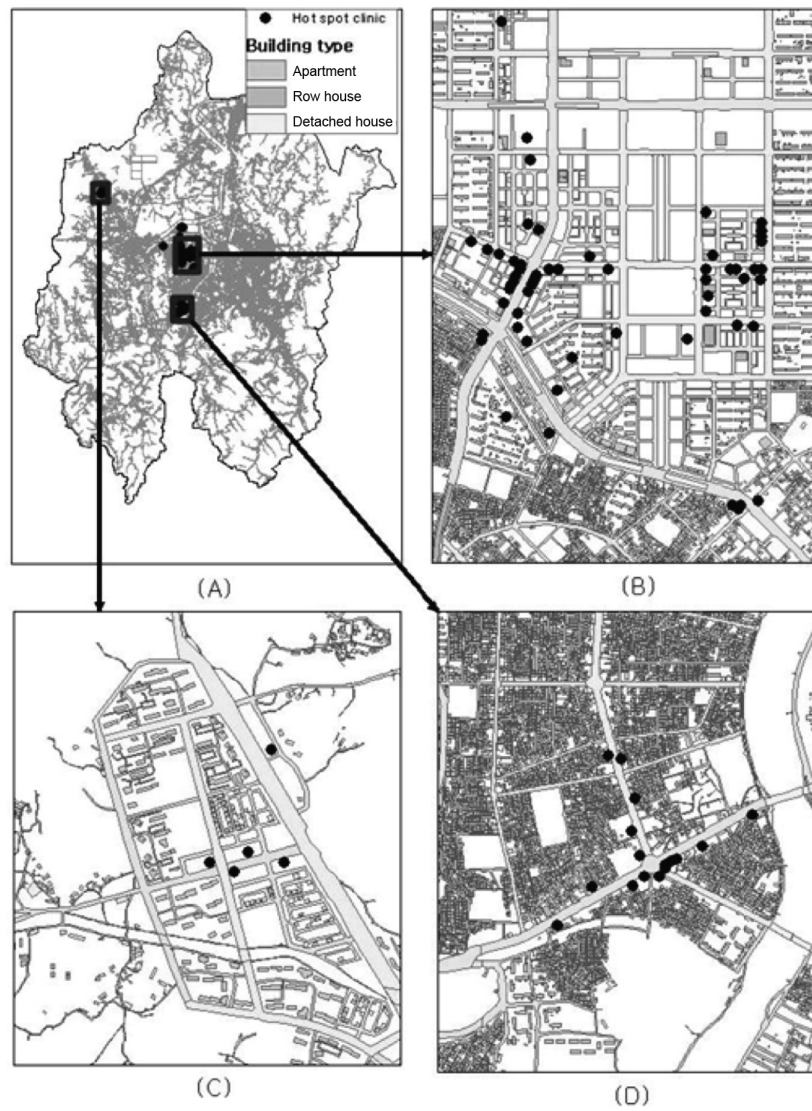 Hot spot clinic
Building type
Apartment
Row house
Detached house
(A)
(B)
(C)
(D)